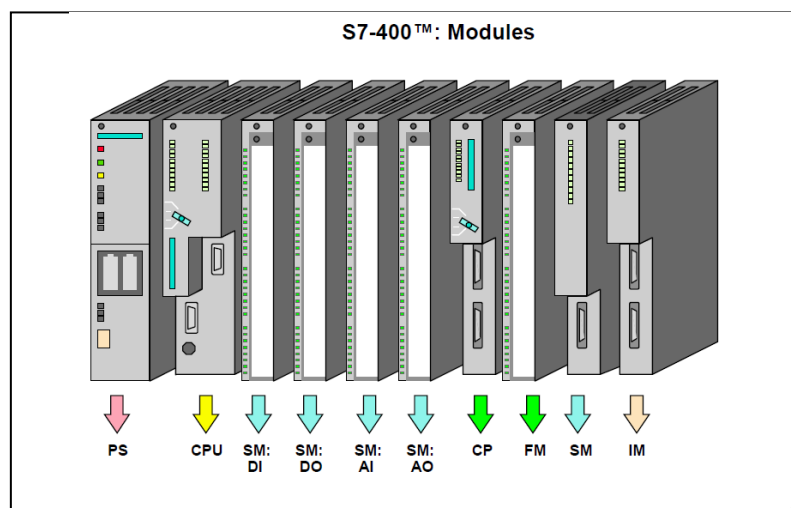 S7-400™: Modules
PS
CPU
SM:
DI
SM:
DO
SM:
AI
SM:
AO
CP
FM
SM
IM